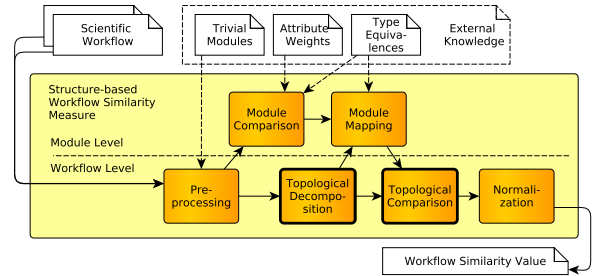 Scientific
Workflow
Trivial
Modules
Attribute
Weights
Type
Equiva-
lences
External
Knowledge
Structure-based
Workflow Similarity
Measure
Module
Comparison
Module
Mapping
Module Level
Workflow Level
Pre-
processing
Topological
Decompo-
sition
Topological
Comparison
Normali-
zation
Workflow Similarity Value